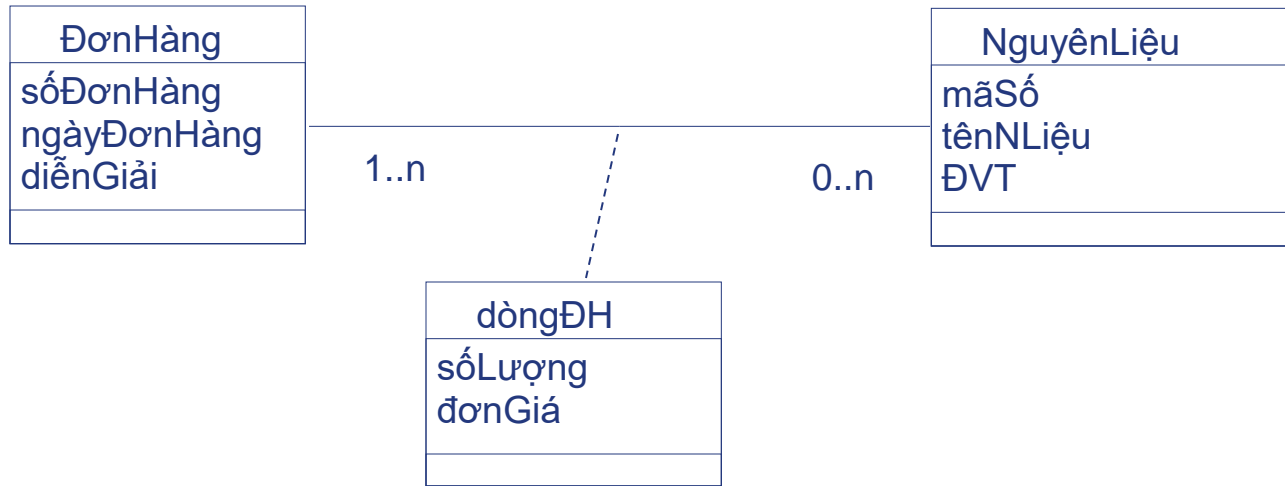 ĐơnHàng
sốĐơnHàng
ngàyĐơnHàng
diễnGiải
1..n
0..n
NguyênLiệu
mãSố
tênNLiệu
ĐVT
dòngĐH
sốLượng
đơnGiá